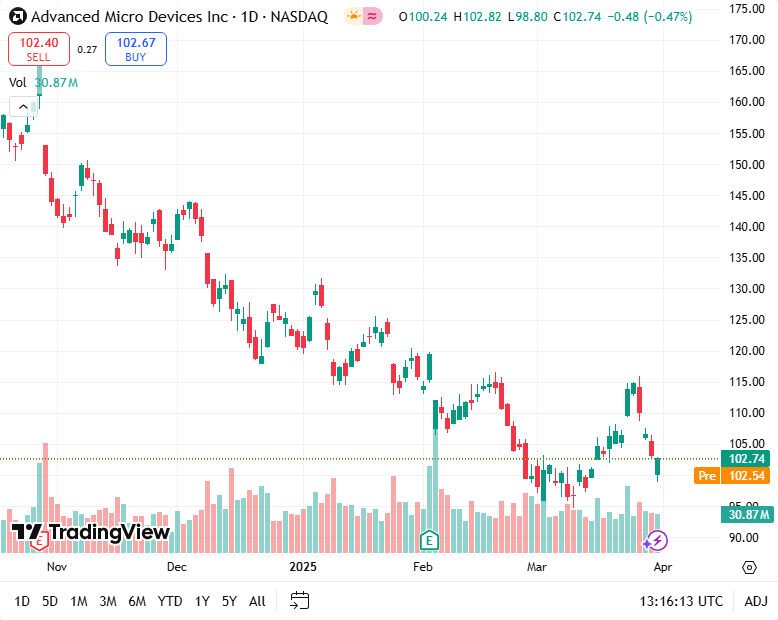 Advanced Micro Devices Inc · 1D · NASDAQ O100.24 H102.82 L98.80 C102.74 −0.48 (−0.47%)
102.40 SELL 0.27 102.67 BUY
Vol 30.87M
175.00
170.00
165.00
160.00
155.00
150.00
145.00
140.00
135.00
130.00
125.00
120.00
115.00
110.00
105.00
102.74
Pre 102.54
95.00
30.87M
90.00
TradingView
E E
Nov Dec 2025 Feb Mar Apr
1D 5D 1M 3M 6M YTD 1Y 5Y All 13:16:13 UTC ADJ